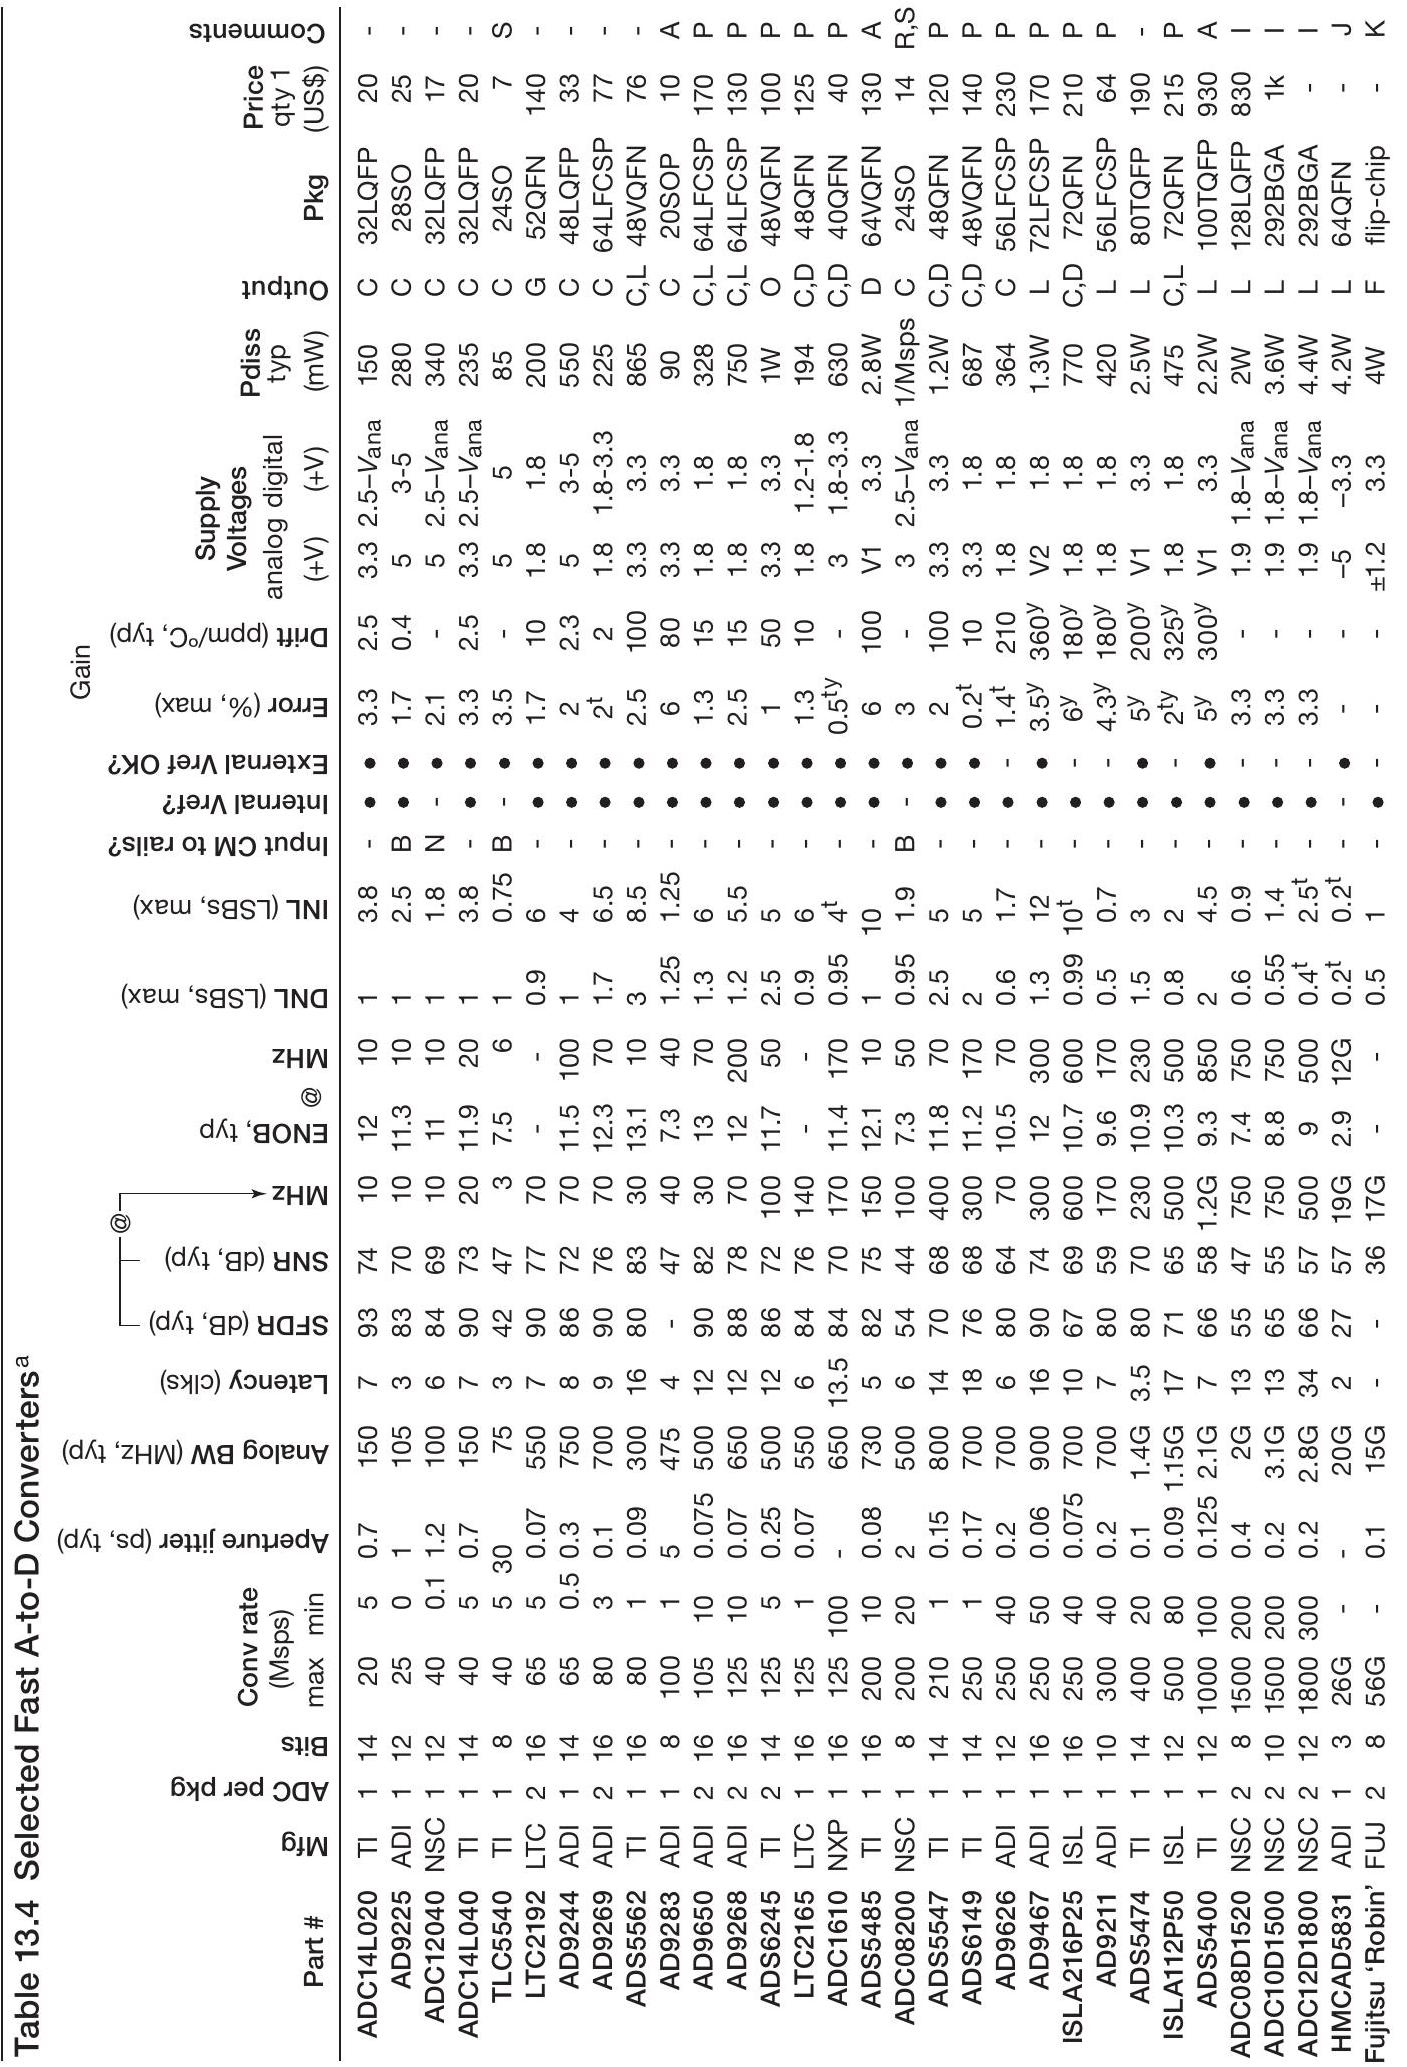 Table 13.4 Selected Fast A-to-D Converters a
Part # Mfg ADC per pkg Bits Conv rate (Msps) max min Aperture jitter (ps, typ) Analog BW (MHz, typ) Latency (clks) SFDR (dB, typ) SNR (dB, typ) @ MHz ENOB, typ @ MHz DNL (LSBs, max) INL (LSBs, max) Input CM to rails? Internal Vref? External Vref OK? Gain Error (%, max) Drift (ppm/°C, typ) Supply Voltages analog (+V) digital (+V) Pdiss typ (mW) Output Pkg Price qty 1 (US$) Comments
ADC14L020 TI 1 14 20 5 0.7 150 7 93 74 10 12 10 1 3.8 - • • 3.3 2.5 3.3 2.5–Vana 150 C 32LQFP 20 -
AD9225 ADI 1 12 25 0 1 105 3 83 70 10 11.3 10 1 2.5 B • • 1.7 0.4 5 3–5 280 C 28SO 25 -
ADC12040 NSC 1 12 40 0.1 1.2 100 6 84 69 10 11 10 1 1.8 N - • 2.1 - 5 2.5–Vana 340 C 32LQFP 17 -
ADC14L040 TI 1 14 40 5 0.7 150 7 90 73 20 11.9 20 1 3.8 - • • 3.3 2.5 3.3 2.5–Vana 235 C 32LQFP 20 -
TLC5540 TI 1 8 40 5 30 75 3 42 47 3 7.5 6 1 0.75 B - • 3.5 - 5 5 85 C 24SO 7 S
LTC2192 LTC 2 16 65 5 0.07 550 7 90 77 70 - - 0.9 6 - • • 1.7 10 1.8 1.8 200 G 52QFN 140 -
AD9244 ADI 1 14 65 0.5 0.3 750 8 86 72 70 11.5 100 1 4 - • • 2 2.3 5 3–5 550 C 48LQFP 33 -
AD9269 ADI 2 16 80 3 0.1 700 9 90 76 70 12.3 70 1.7 6.5 - • • 2t 2 1.8 1.8-3.3 225 C 64LFCSP 77 -
ADS5562 TI 1 16 80 1 0.09 300 16 80 83 30 13.1 10 3 8.5 - • • 2.5 100 3.3 3.3 865 C,L 48VQFN 76 -
AD9283 ADI 1 8 100 1 5 475 4 - 47 40 7.3 40 1.25 1.25 - • • 6 80 3.3 3.3 90 C 20SOP 10 A
AD9650 ADI 2 16 105 10 0.075 500 12 90 82 30 13 70 1.3 6 - • • 1.3 15 1.8 1.8 328 C,L 64LFCSP 170 P
AD9268 ADI 2 16 125 10 0.07 650 12 88 78 70 12 200 1.2 5.5 - • • 2.5 15 1.8 1.8 750 C,L 64LFCSP 130 P
ADS6245 TI 2 14 125 5 0.25 500 12 86 72 100 11.7 50 2.5 5 - • • 1 50 3.3 3.3 1W O 48VQFN 100 P
LTC2165 LTC 1 16 125 1 0.07 550 6 84 76 140 - - 0.9 6 - • • 1.3 10 1.8 1.2-1.8 194 C,D 48QFN 125 P
ADC1610 NXP 1 16 125 100 - 650 13.5 84 70 170 11.4 170 0.95 4t - • • 0.5ty - 3 1.8-3.3 630 C,D 40QFN 40 P
ADS5485 TI 1 16 200 10 0.08 730 5 82 75 150 12.1 10 1 10 - • • 6 100 V1 3.3 2.8W D 64VQFN 130 A
ADC08200 NSC 1 8 200 20 2 500 6 54 44 100 7.3 50 0.95 1.9 B - • 3 - 3 2.5–Vana 1/Msps C 24SO 14 R,S
ADS5547 TI 1 14 210 1 0.15 800 14 70 68 400 11.8 70 2.5 5 - • • 2 100 3.3 3.3 1.2W C,D 48QFN 120 P
ADS6149 TI 1 14 250 1 0.17 700 18 76 68 300 11.2 170 2 5 - • • 0.2t 10 3.3 1.8 687 C,D 48VQFN 140 P
AD9626 ADI 1 12 250 40 0.2 700 6 80 64 70 10.5 70 0.6 1.7 - • - 1.4t 210 1.8 1.8 364 C 56LFCSP 230 P
AD9467 ADI 1 16 250 50 0.06 900 16 90 74 300 12 300 1.3 12 - • • 3.5y 360y V2 1.8 1.3W L 72LFCSP 170 P
ISLA216P25 ISL 1 16 250 40 0.075 700 10 67 69 600 10.7 600 0.99 10t - • - 6y 180y 1.8 1.8 770 C,D 72QFN 210 P
AD9211 ADI 1 10 300 40 0.2 700 7 80 59 170 9.6 170 0.5 0.7 - • - 4.3y 180y 1.8 1.8 420 L 56LFCSP 64 P
ADS5474 TI 1 14 400 20 0.1 1.4G 3.5 80 70 230 10.9 230 1.5 3 - • • 5y 200y V1 3.3 2.5W L 80TQFP 190 -
ISLA112P50 ISL 1 12 500 80 0.09 1.15G 17 71 65 500 10.3 500 0.8 2 - • - 2ty 325y 1.8 1.8 475 C,L 72QFN 215 P
ADS5400 TI 1 12 1000 100 0.125 2.1G 7 66 58 1.2G 9.3 850 2 4.5 - • • 5y 300y V1 3.3 2.2W L 100TQFP 930 A
ADC08D1520 NSC 2 8 1500 200 0.4 2G 13 55 47 750 7.4 750 0.6 0.9 - • - 3.3 - 1.9 1.8–Vana 2W L 128LQFP 830 I
ADC10D1500 NSC 2 10 1500 200 0.2 3.1G 13 65 55 750 8.8 750 0.55 1.4 - • - 3.3 - 1.9 1.8–Vana 3.6W L 292BGA 1k I
ADC12D1800 NSC 2 12 1800 300 0.2 2.8G 34 66 57 500 9 500 0.4t 2.5t - • - 3.3 - 1.9 1.8–Vana 4.4W L 292BGA - I
HMCAD5831 ADI 1 3 26G - - 20G 2 27 57 19G 2.9 12G 0.2t 0.2t - - • - - –5 –3.3 4.2W L 64QFN - J
Fujitsu ‘Robin’ FUJ 2 8 56G - 0.1 15G - - 36 17G - - 0.5 1 - • - - - ±1.2 3.3 4W F flip-chip - K